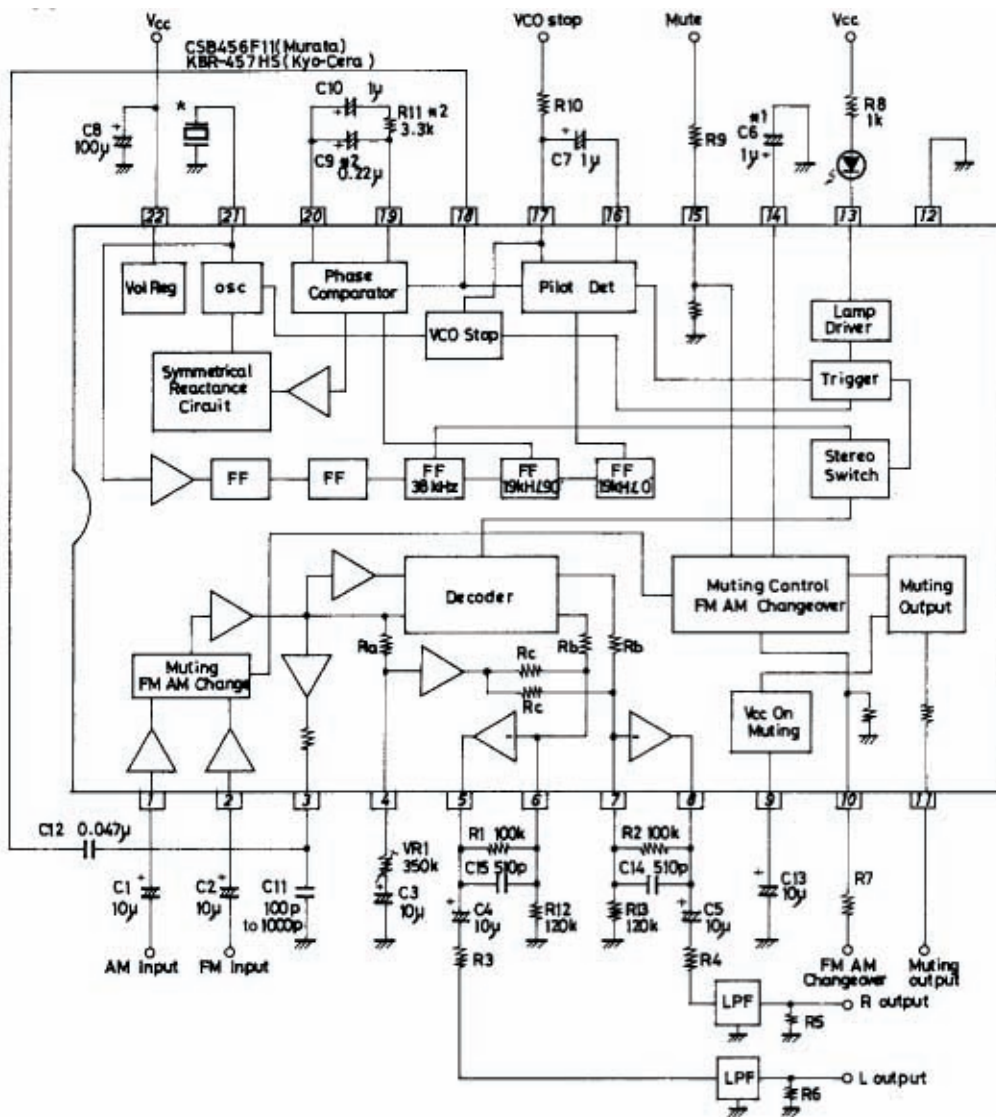 Vcc
VCO stop
Mute
Vcc
CSB456F11(Murata)
KBR-457HS(Kyo-Cera)
C10 1μ
R11 *2
3.3k
C9 *2
0.22μ
C8
100μ
*
R10
C7 1μ
R9
*1
C6
1μ
R8
1k
22
21
20
19
18
17
16
15
14
13
12
Vol Reg
OSC
Phase
Comparator
Pilot Det
VCO Stop
Lamp
Driver
Trigger
Symmetrical
Reactance
Circuit
Stereo
Switch
FF
FF
FF
38kHz
FF
19kH∠90°
FF
19kH∠0°
Decoder
Muting Control
FM AM Changeover
Muting
Output
Muting
FM AM Change
Ra
Rc
Rc
Rb
Rb
Vcc On
Muting
1
2
3
4
5
6
7
8
9
10
11
C12 0.047μ
C1
10μ
C2
10μ
C11
100p
to 1000p
VR1
350k
C3
10μ
R1 100k
C15 510p
C4
10μ
R12
120k
R3
R2 100k
C14 510p
R13
120k
C5
10μ
R4
C13
10μ
R7
AM Input
FM Input
FM AM
Changeover
Muting
output
LPF
R output
R5
LPF
L output
R6